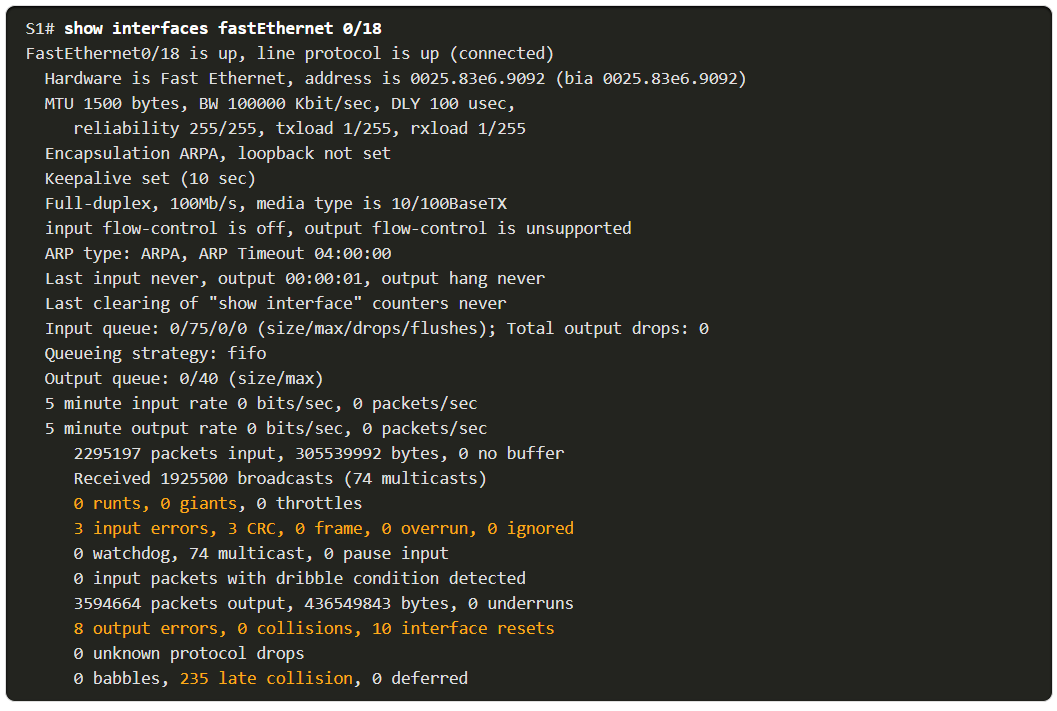 S1# show interfaces fastEthernet 0/18
FastEthernet0/18 is up, line protocol is up (connected)
Hardware is Fast Ethernet, address is 0025.83e6.9092 (bia 0025.83e6.9092)
MTU 1500 bytes, BW 100000 Kbit/sec, DLY 100 usec,
reliability 255/255, txload 1/255, rxload 1/255
Encapsulation ARPA, loopback not set
Keepalive set (10 sec)
Full-duplex, 100Mb/s, media type is 10/100BaseTX
input flow-control is off, output flow-control is unsupported
ARP type: ARPA, ARP Timeout 04:00:00
Last input never, output 00:00:01, output hang never
Last clearing of "show interface" counters never
Input queue: 0/75/0/0 (size/max/drops/flushes); Total output drops: 0
Queueing strategy: fifo
Output queue: 0/40 (size/max)
5 minute input rate 0 bits/sec, 0 packets/sec
5 minute output rate 0 bits/sec, 0 packets/sec
2295197 packets input, 305539992 bytes, 0 no buffer
Received 1925500 broadcasts (74 multicasts)
0 runts, 0 giants, 0 throttles
3 input errors, 3 CRC, 0 frame, 0 overrun, 0 ignored
0 watchdog, 74 multicast, 0 pause input
0 input packets with dribble condition detected
3594664 packets output, 436549843 bytes, 0 underruns
8 output errors, 0 collisions, 10 interface resets
0 unknown protocol drops
0 babbles, 235 late collision, 0 deferred